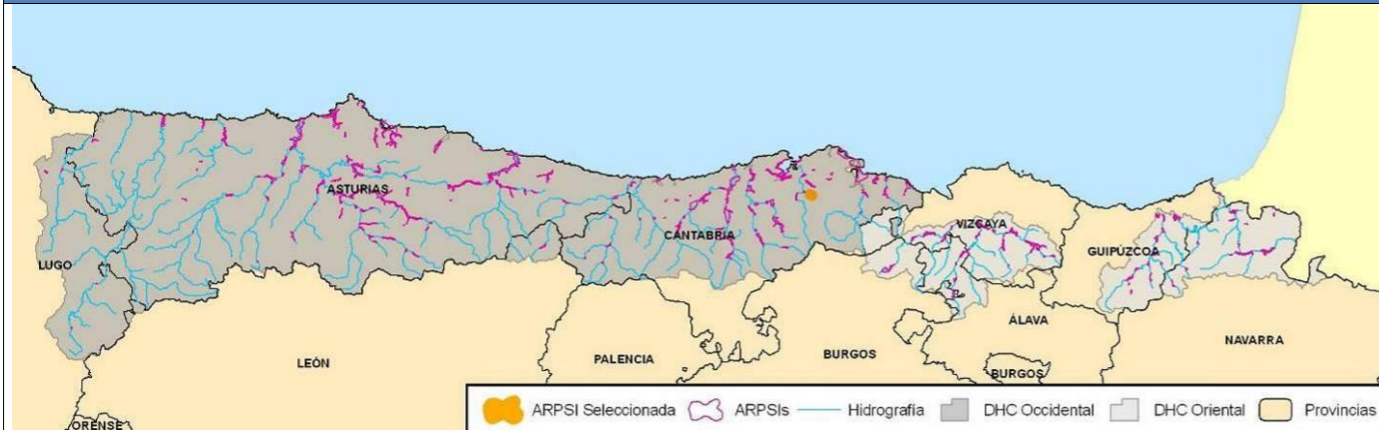 ASTURIAS
CANTABRIA
VIZCAYA
GUIPÚZCOA
LUGO
LEÓN
PALENCIA
BURGOS
ÁLAVA
NAVARRA
BURGOS
ORENSE
ARPSI Seleccionada ARPSIs Hidrografía DHC Occidental DHC Oriental Provincias